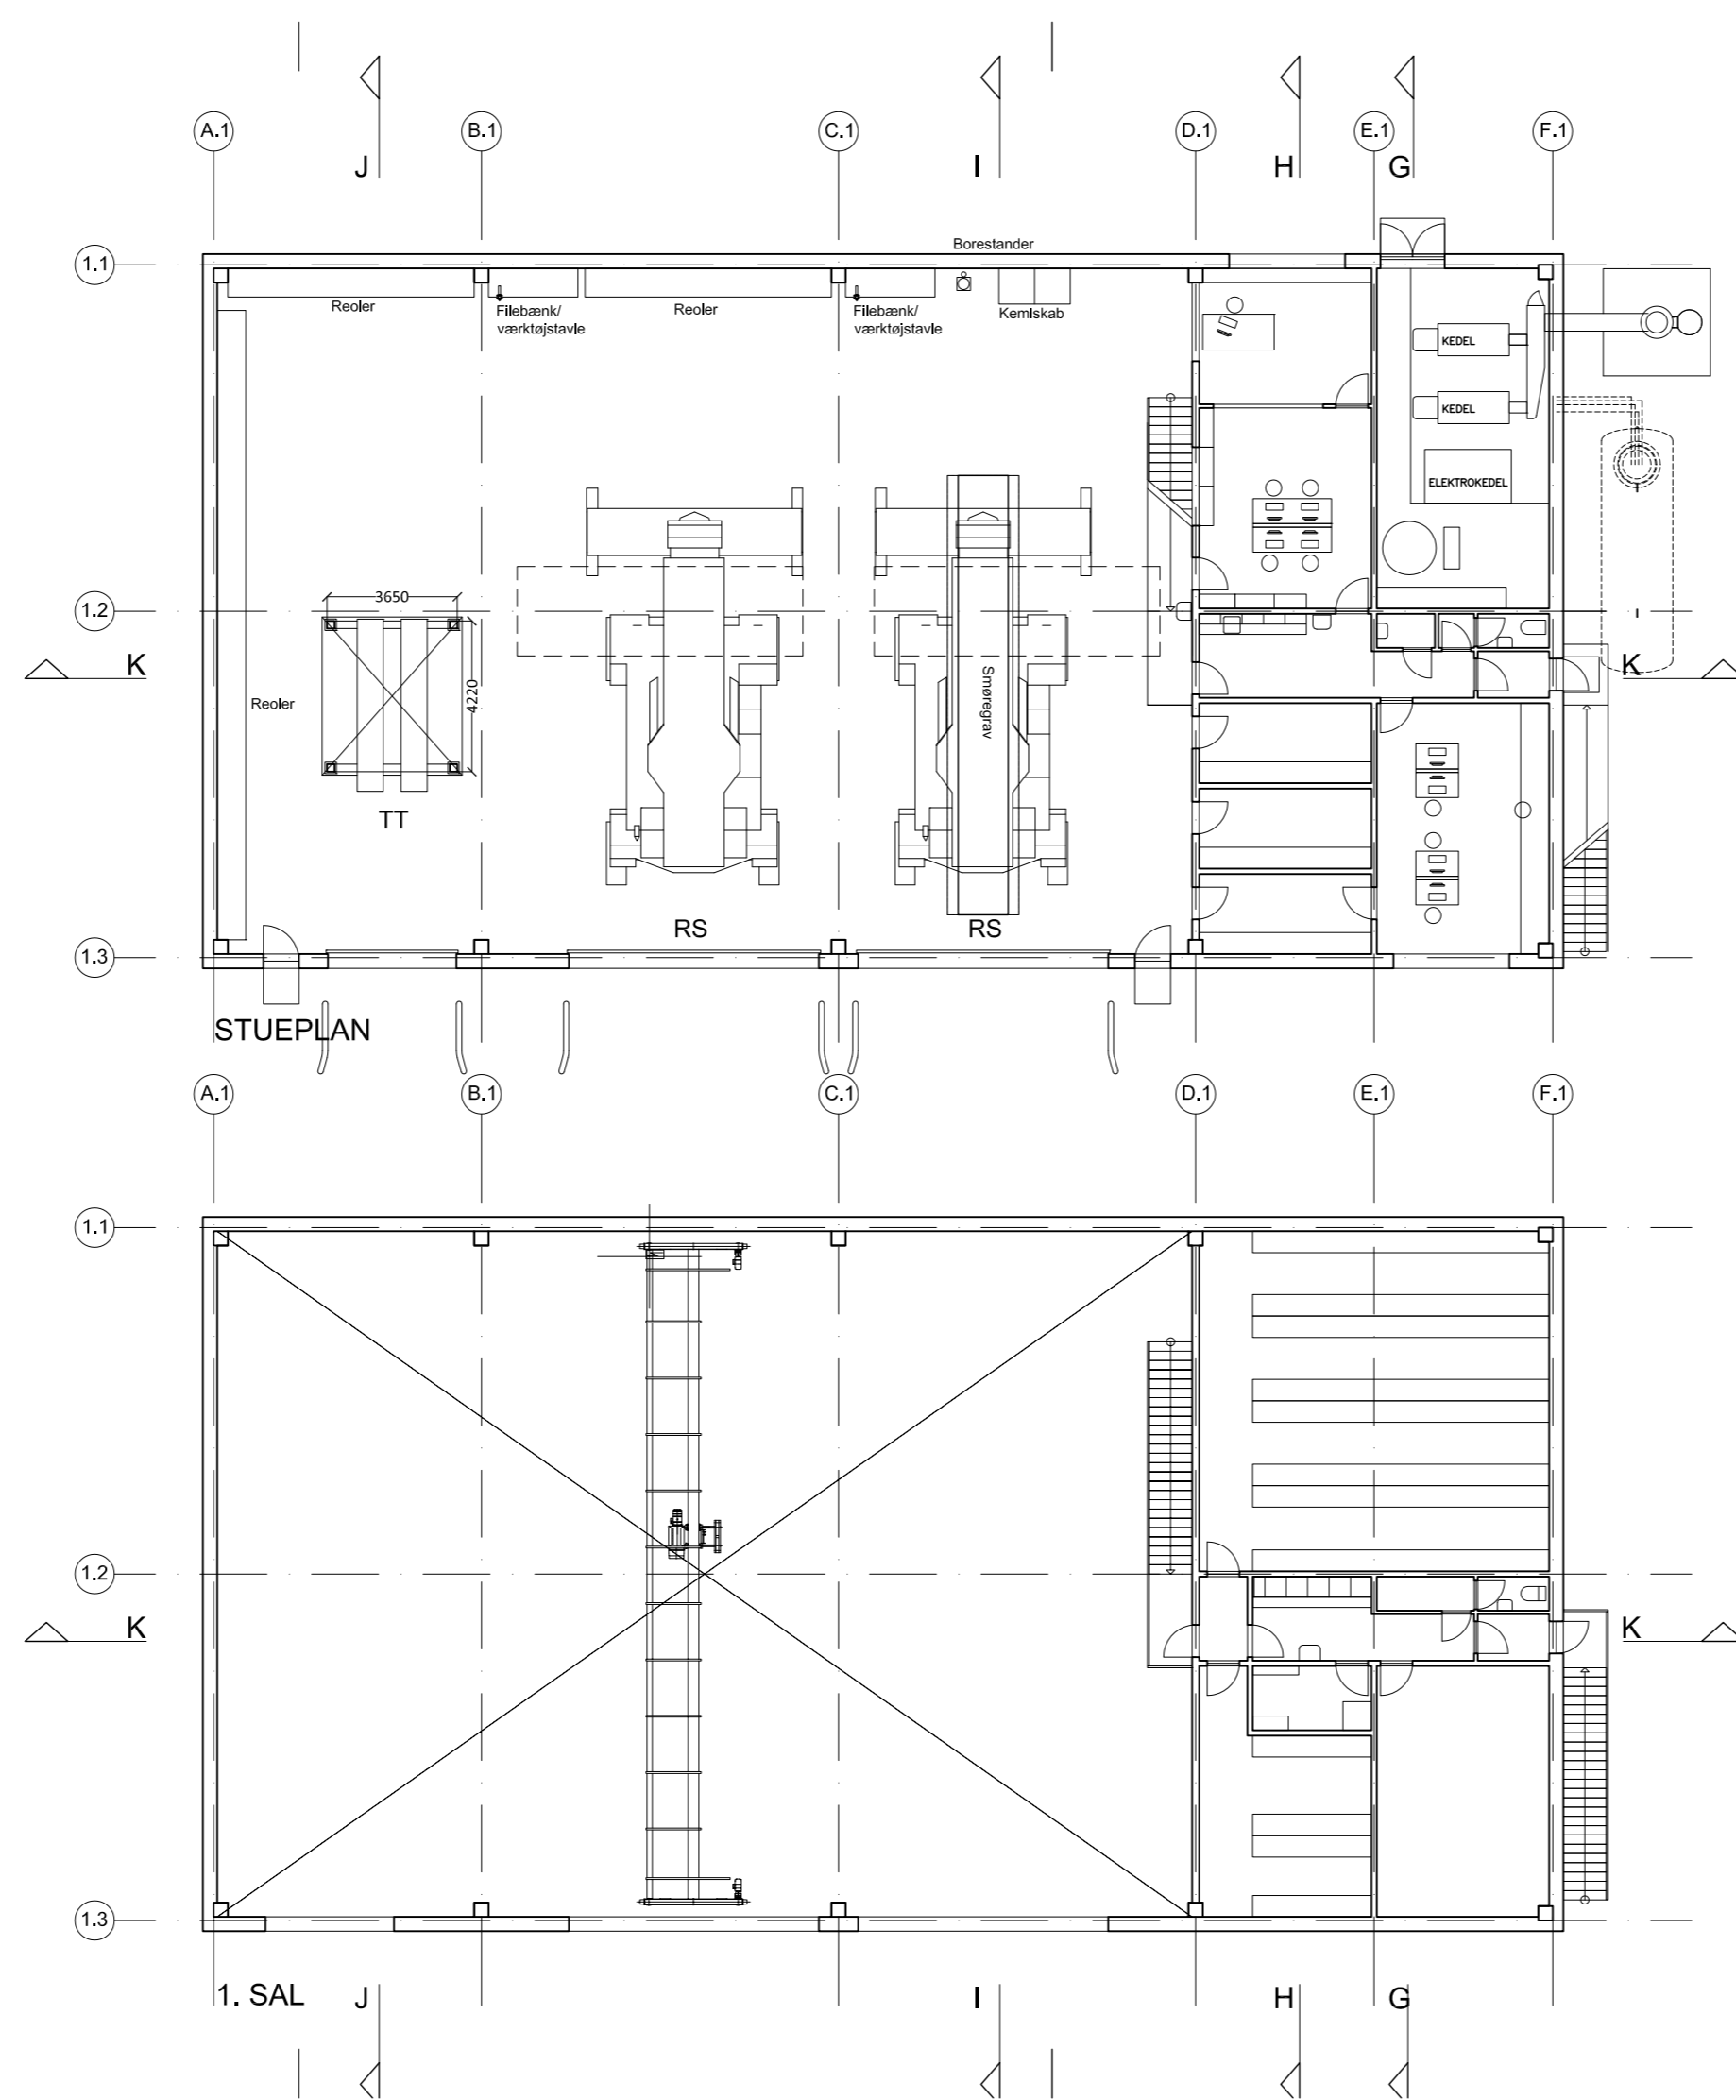 J
I
H
G
A.1
B.1
C.1
D.1
E.1
F.1
Borestander
1.1
Reoler
Filebænk/
værktøjstavle
Reoler
Filebænk/
værktøjstavle
Kemiskab
KEDEL
KEDEL
ELEKTROKEDEL
1.2
3650
4220
K
K
Reoler
Smøregrav
TT
RS
RS
1.3
STUEPLAN
A.1
B.1
C.1
D.1
E.1
F.1
1.1
1.2
K
K
1.3
1. SAL
J
I
H
G